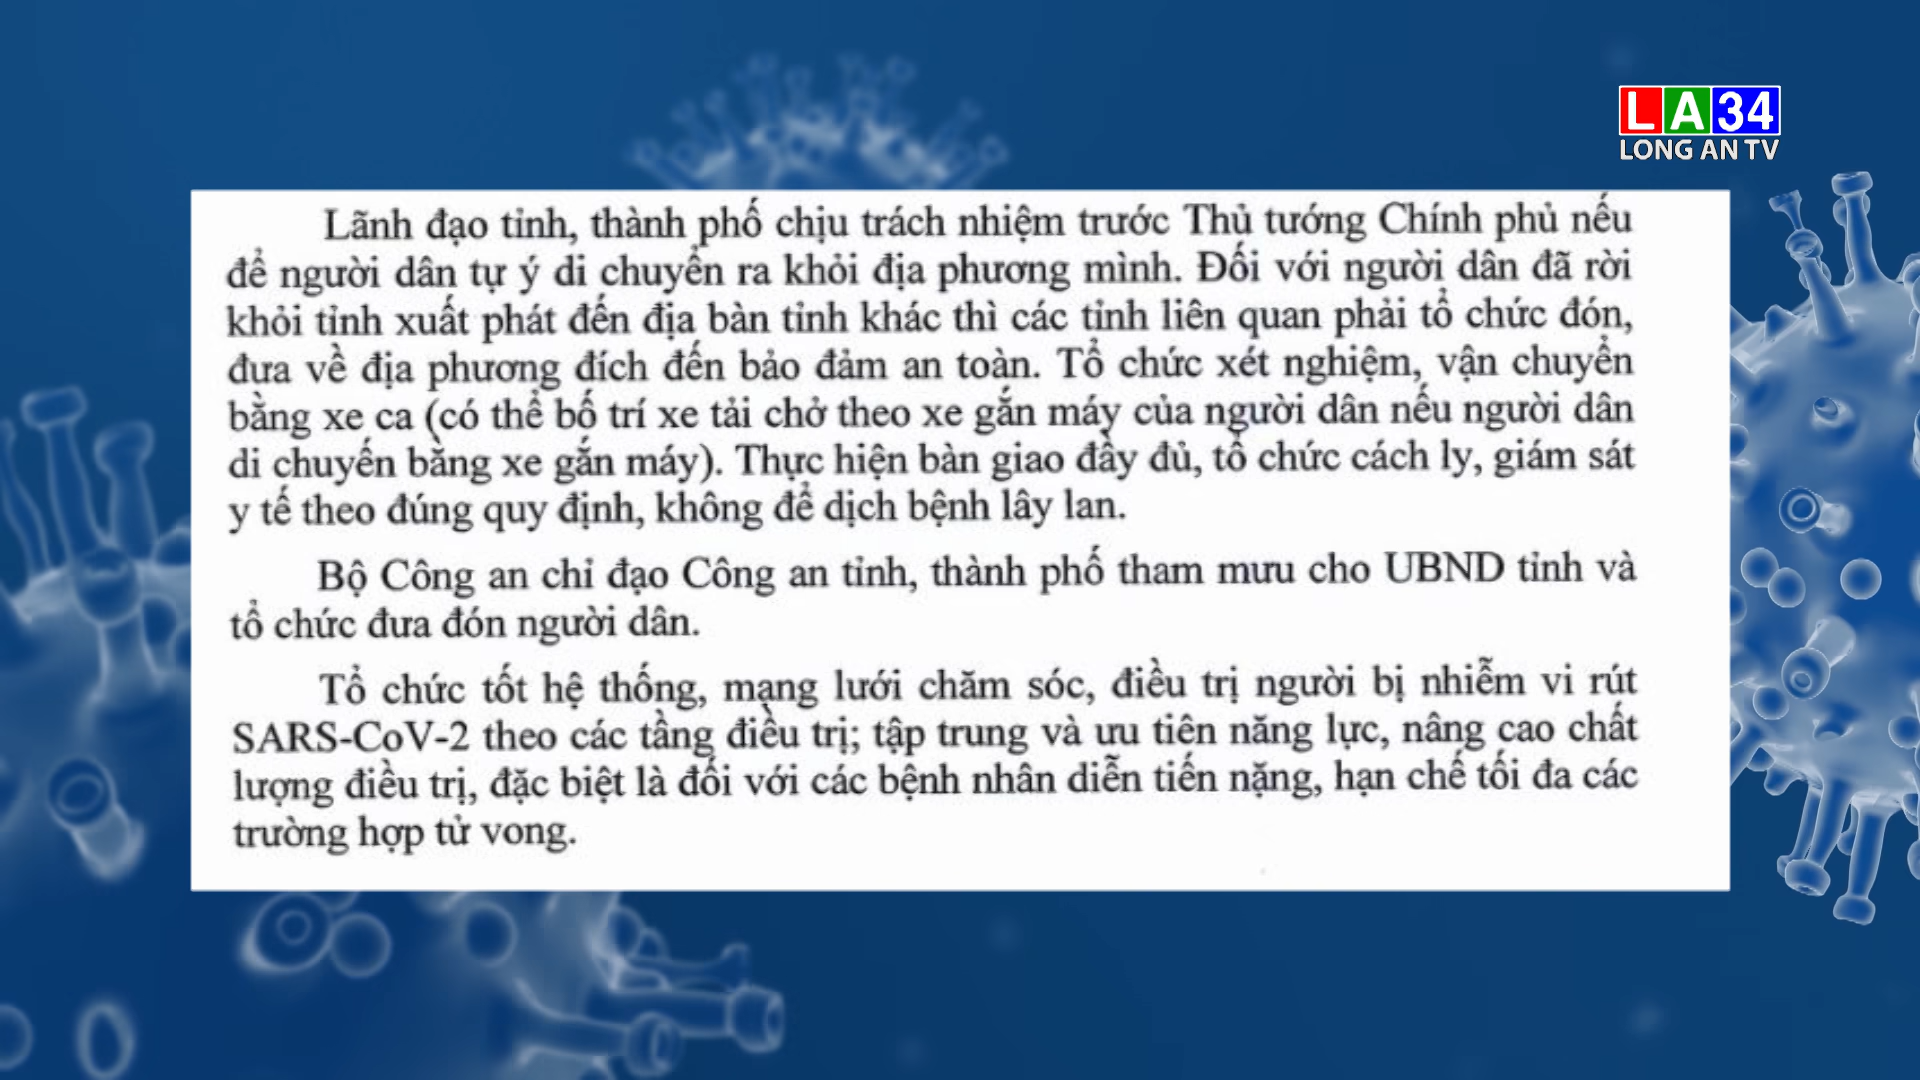 LA34
LONG AN TV
Lãnh đạo tỉnh, thành phố chịu trách nhiệm trước Thủ tướng Chính phủ nếu
để người dân tự ý di chuyển ra khỏi địa phương mình. Đối với người dân đã rời
khỏi tỉnh xuất phát đến địa bàn tỉnh khác thì các tỉnh liên quan phải tổ chức đón,
đưa về địa phương đích đến bảo đảm an toàn. Tổ chức xét nghiệm, vận chuyển
bằng xe ca (có thể bố trí xe tải chở theo xe gắn máy của người dân nếu người dân
di chuyển bằng xe gắn máy). Thực hiện bàn giao đầy đủ, tổ chức cách ly, giám sát
y tế theo đúng quy định, không để dịch bệnh lây lan.
Bộ Công an chỉ đạo Công an tỉnh, thành phố tham mưu cho UBND tỉnh và
tổ chức đưa đón người dân.
Tổ chức tốt hệ thống, mạng lưới chăm sóc, điều trị người bị nhiễm vi rút
SARS-CoV-2 theo các tầng điều trị; tập trung và ưu tiên năng lực, nâng cao chất
lượng điều trị, đặc biệt là đối với các bệnh nhân diễn tiến nặng, hạn chế tối đa các
trường hợp tử vong.